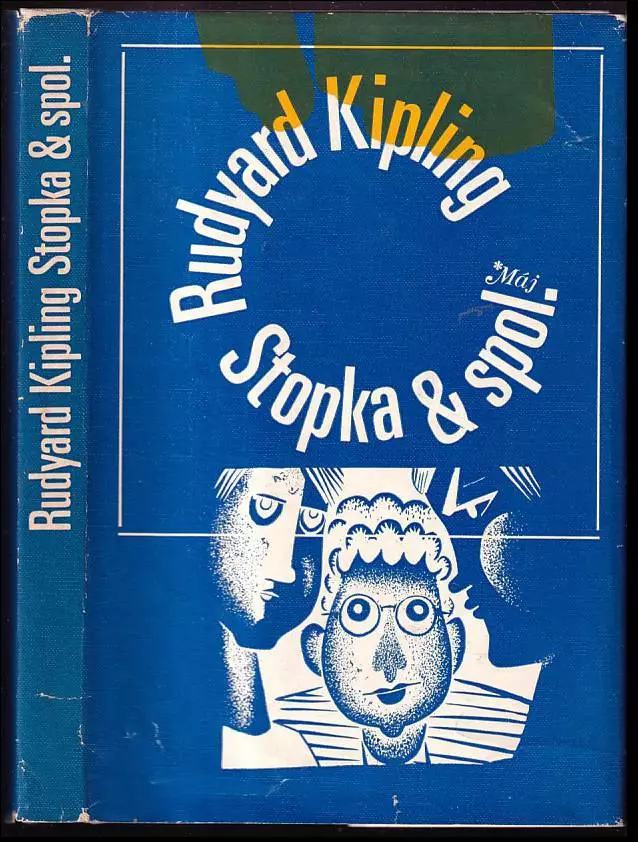 Rudyard Kipling Stopka & spol.
Rudyard Kipling
*Máj
Stopka & spol.